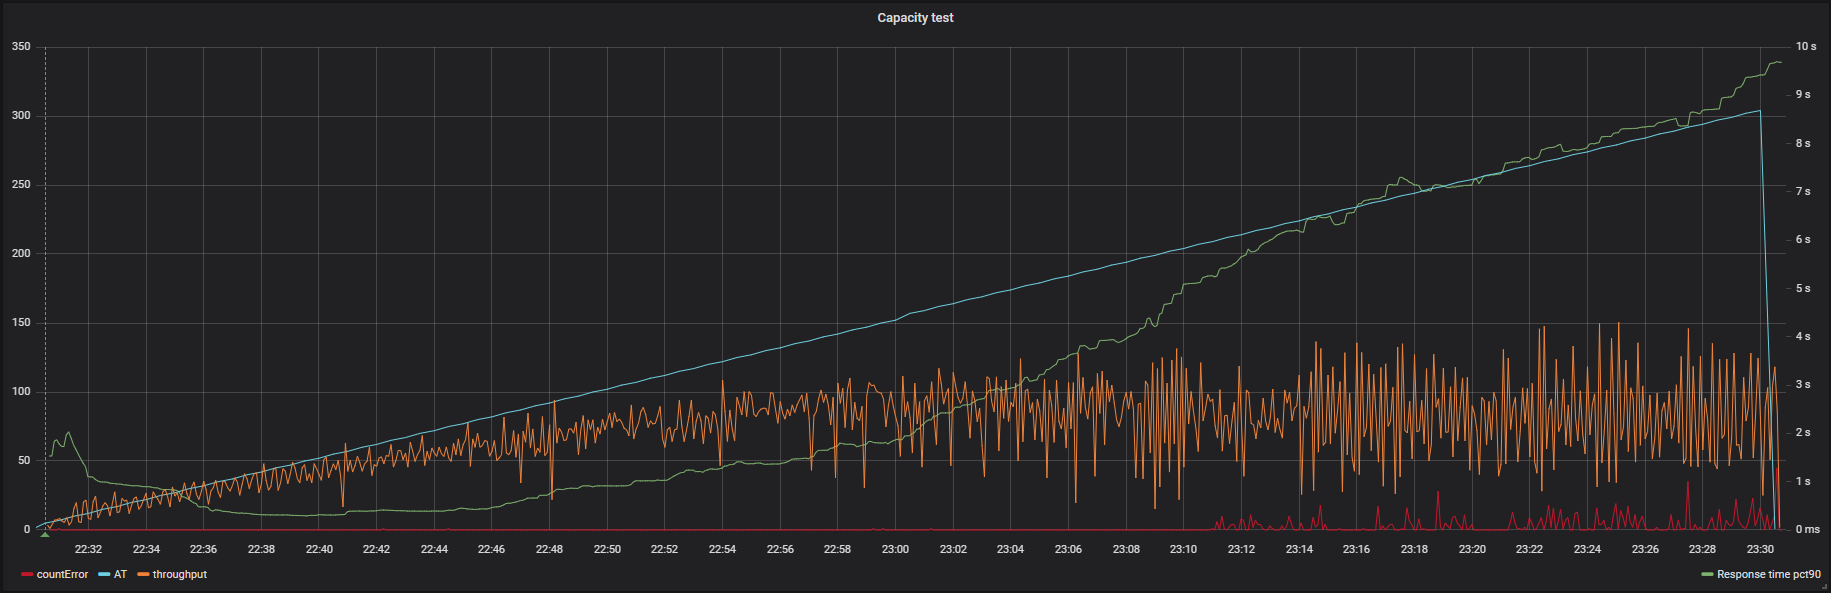 Capacity test
350 10 s
300 9 s
250 8 s
200 7 s
150 6 s
100 5 s
50 4 s
0 3 s
2 s
1 s
0 ms
22:32 22:34 22:36 22:38 22:40 22:42 22:44 22:46 22:48 22:50 22:52 22:54 22:56 22:58 23:00 23:02 23:04 23:06 23:08 23:10 23:12 23:14 23:16 23:18 23:20 23:22 23:24 23:26 23:28 23:30
countError AT throughput Response time pct90